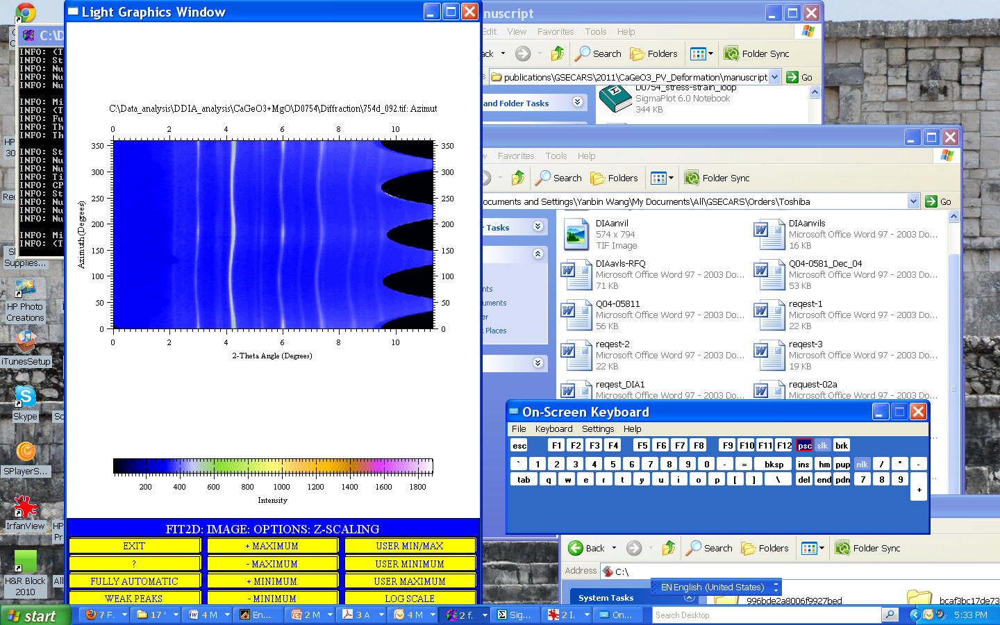 Light Graphics Window
nuscript
Edit View Favorites Tools Help
ack Search Folders Folder Sync
publications\GSECARS\2011\CaGeO3_PV_Deformation\manuscript Go
and Folder Tasks
D0754_stress-strain_loop
SigmaPlot 6.0 Notebook
344 KB
C:\D
INFO: (T
INFO: St
INFO: Nu
INFO: Nu
INFO: Nu
INFO: Mi
INFO: (T
INFO: Fu
INFO: Th
INFO: Th
INFO: St
INFO: Nu
INFO: Nu
INFO: Ti
INFO: CP
INFO: St
INFO: Nu
INFO: Nu
INFO: Nu
INFO: Mi
INFO: (T
C:\Data_analysis\DDIA_analysis\CaGeO3+MgO\D0754\Diffraction\754d_092.tif: Azimut
0 2 4 6 8 10
350 350
300 300
250 250
200 200
150 150
100 100
50 50
0 0
Azimuth (Degrees)
0 2 4 6 8 10
2-Theta Angle (Degrees)
200 400 600 800 1000 1200 1400 1600 1800
Intensity
FIT2D: IMAGE: OPTIONS: Z-SCALING
EXIT + MAXIMUM USER MIN/MAX
? - MAXIMUM USER MINIMUM
FULLY AUTOMATIC + MINIMUM USER MAXIMUM
WEAK PEAKS - MINIMUM LOG SCALE
Favorites Tools Help
Search Folders Folder Sync
ocuments and Settings\Yanbin Wang\My Documents\All\GSECARS\Orders\Toshiba Go
r Tasks
nts
uments
er
k Places
DIAanvil
574 x 794
TIF Image
DIAanvils
Microsoft Office Word 97 - 2003 Do...
16 KB
DIAavls-RFQ
Microsoft Office Word 97 - 2003 Do...
71 KB
Q04-0581_Dec_04
Microsoft Office Word 97 - 2003 Do...
53 KB
Q04-05811
Microsoft Office Word 97 - 2003 Do...
56 KB
reqest-1
Microsoft Office Word 97 - 2003 Do...
22 KB
reqest-2
Microsoft Office Word 97 - 2003 Do...
22 KB
reqest-3
Microsoft Office Word 97 - 2003 Do...
19 KB
reqest_DIA1
Microsoft Office Word 97 - 2003 Do...
request-02a
Microsoft Office Word 97 - 2003 Do...
On-Screen Keyboard
File Keyboard Settings Help
esc F1 F2 F3 F4 F5 F6 F7 F8 F9 F10 F11 F12 psc slk brk
` 1 2 3 4 5 6 7 8 9 0 - = bksp ins hm pup nlk / * -
tab q w e r t y u i o p [ ] \ del end pdn 7 8 9 +
Back Search Folders Folder Sync
Address C:\
EN English (United States)
System Tasks
996bde2a8006f9927bed
bcaf3bc17de73
HP
30
Rec
Supplies...
HP Photo
Creations
iTunesSetup
Skype
So
SPlayerS...
IrfanView
HP
Pr
H&R Block
2010
All
start
7 F.
17 '
4 M
En...
2 M
3 A
4 M
2 f.
Sig...
2 I.
On...
Search Desktop
5:33 PM